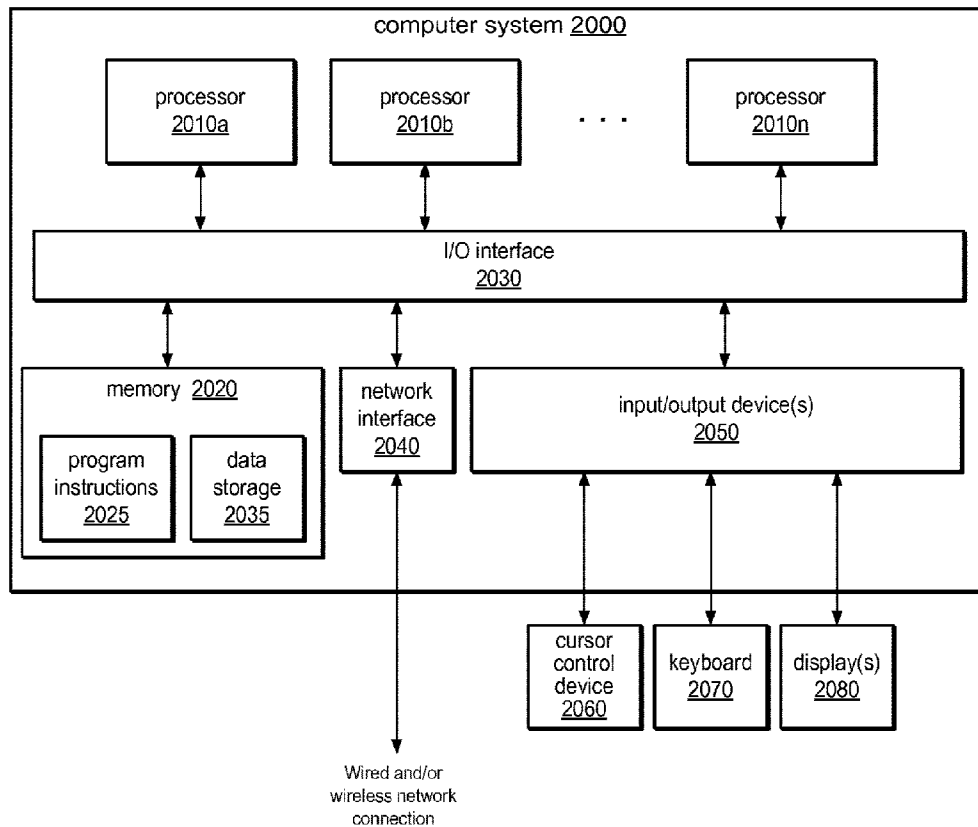 computer system 2000
processor
2010a
processor
2010b
. . .
processor
2010n
I/O interface
2030
memory 2020
program
instructions
2025
data
storage
2035
network
interface
2040
input/output device(s)
2050
cursor
control
device
2060
keyboard
2070
display(s)
2080
Wired and/or
wireless network
connection